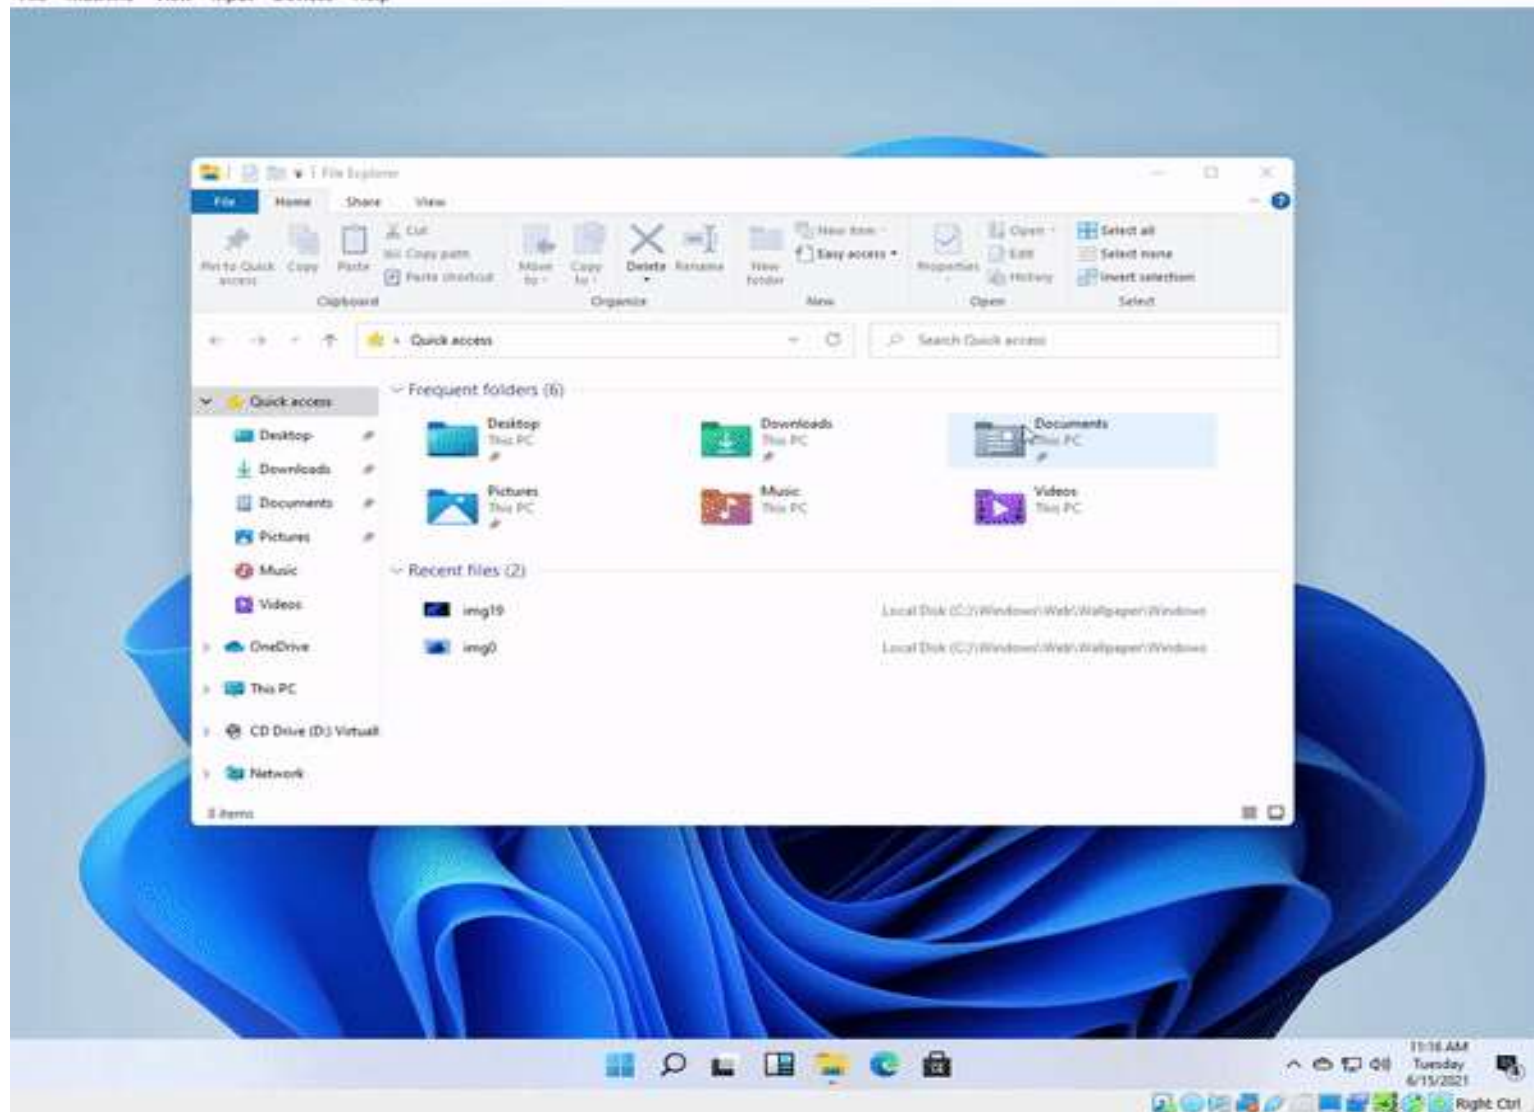 File Explorer
File Home Share View
Pin to Quick access
Copy
Paste
Cut
Copy path
Paste shortcut
Move to
Copy to
Delete
Rename
New folder
New item
Easy access
Properties
Open
Edit
History
Select all
Select none
Invert selection
Clipboard Organize New Open Select
Quick access
Search Quick access
Quick access
Desktop
Downloads
Documents
Pictures
Music
Videos
OneDrive
This PC
CD Drive (D:) Virtual
Network
Frequent folders (6)
Desktop
This PC
Downloads
This PC
Documents
This PC
Pictures
This PC
Music
This PC
Videos
This PC
Recent files (2)
img19 Local Disk (C:)\Windows\Web\Wallpaper\Windows
img0 Local Disk (C:)\Windows\Web\Wallpaper\Windows
8 items
11:16 AM
Tuesday
6/15/2021
Right Ctrl